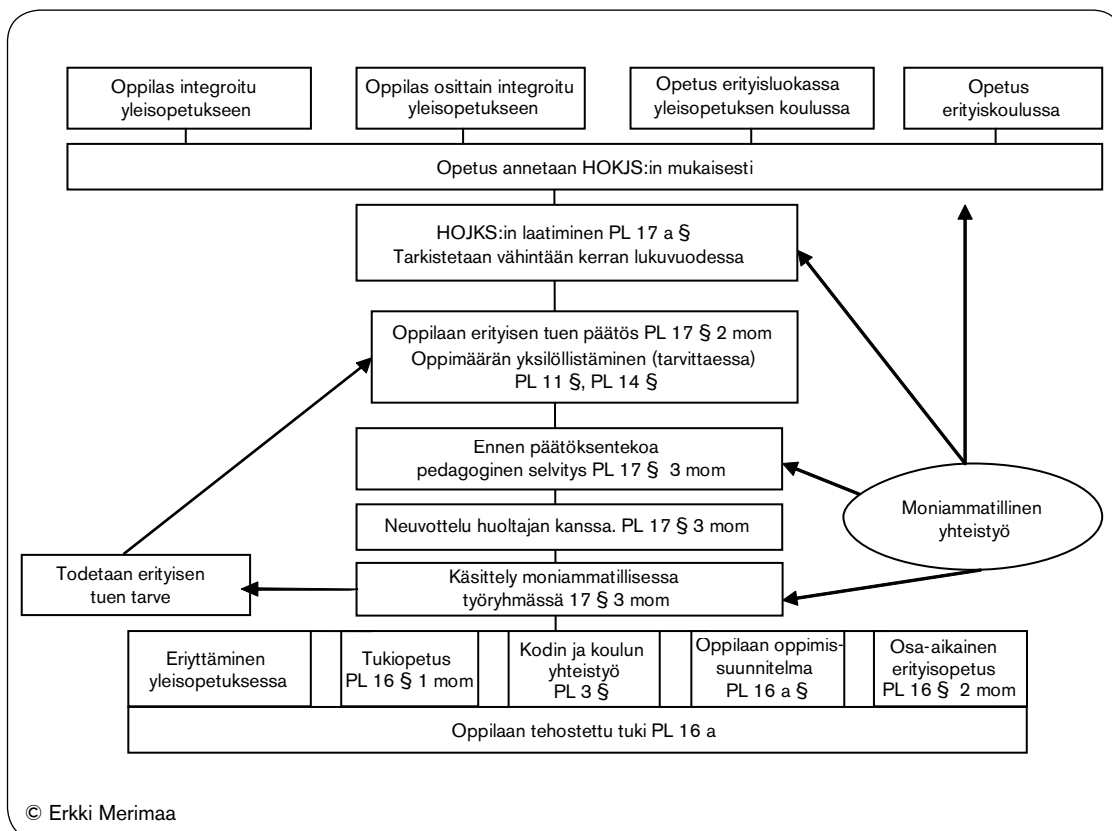 Oppilas integroitu
yleisopetukseen
Oppilas osittain integroitu
yleisopetukseen
Opetus erityisluokassa
yleisopetuksen koulussa
Opetus
erityiskoulussa
Opetus annetaan HOKJS:in mukaisesti
HOJKS:in laatiminen PL 17 a §
Tarkistetaan vähintään kerran lukuvuodessa
Oppilaan erityisen tuen päätös PL 17 § 2 mom
Oppimäärän yksilöllistäminen (tarvittaessa)
PL 11 §, PL 14 §
Ennen päätöksentekoa
pedagoginen selvitys PL 17 § 3 mom
Moniammatillinen
yhteistyö
Neuvottelu huoltajan kanssa. PL 17 § 3 mom
Todetaan erityisen
tuen tarve
Käsittely moniammatillisessa
työryhmässä 17 § 3 mom
Eriyttäminen
yleisopetuksessa
Tukiopetus
PL 16 § 1 mom
Kodin ja koulun
yhteistyö
PL 3 §
Oppilaan oppimis-
suunnitelma
PL 16 a §
Osa-aikainen
erityisopetus
PL 16 § 2 mom
Oppilaan tehostettu tuki PL 16 a
© Erkki Merimaa